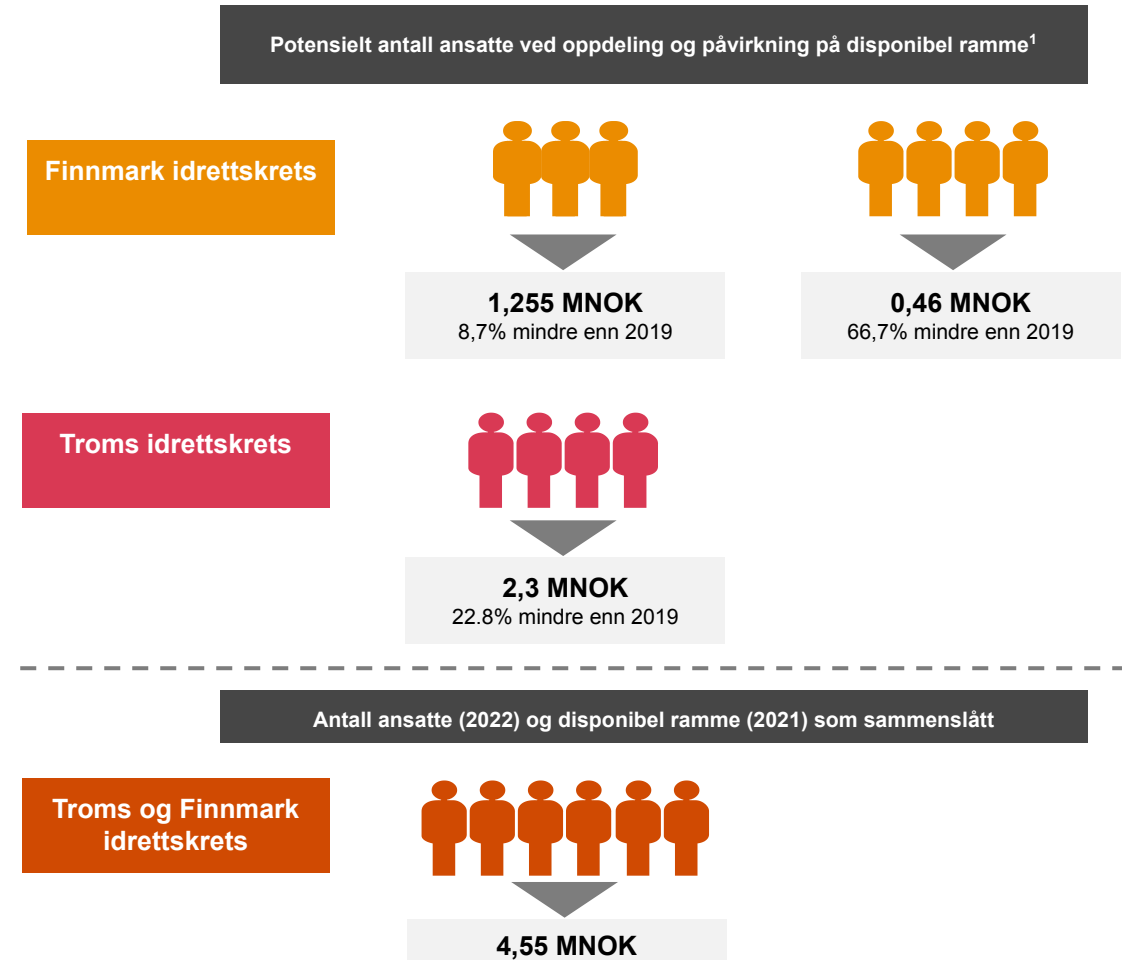 Potensielt antall ansatte ved oppdeling og påvirkning på disponibel ramme¹
Finnmark idrettskrets
1,255 MNOK
8,7% mindre enn 2019
0,46 MNOK
66,7% mindre enn 2019
Troms idrettskrets
2,3 MNOK
22.8% mindre enn 2019
Antall ansatte (2022) og disponibel ramme (2021) som sammenslått
Troms og Finnmark
idrettskrets
4,55 MNOK